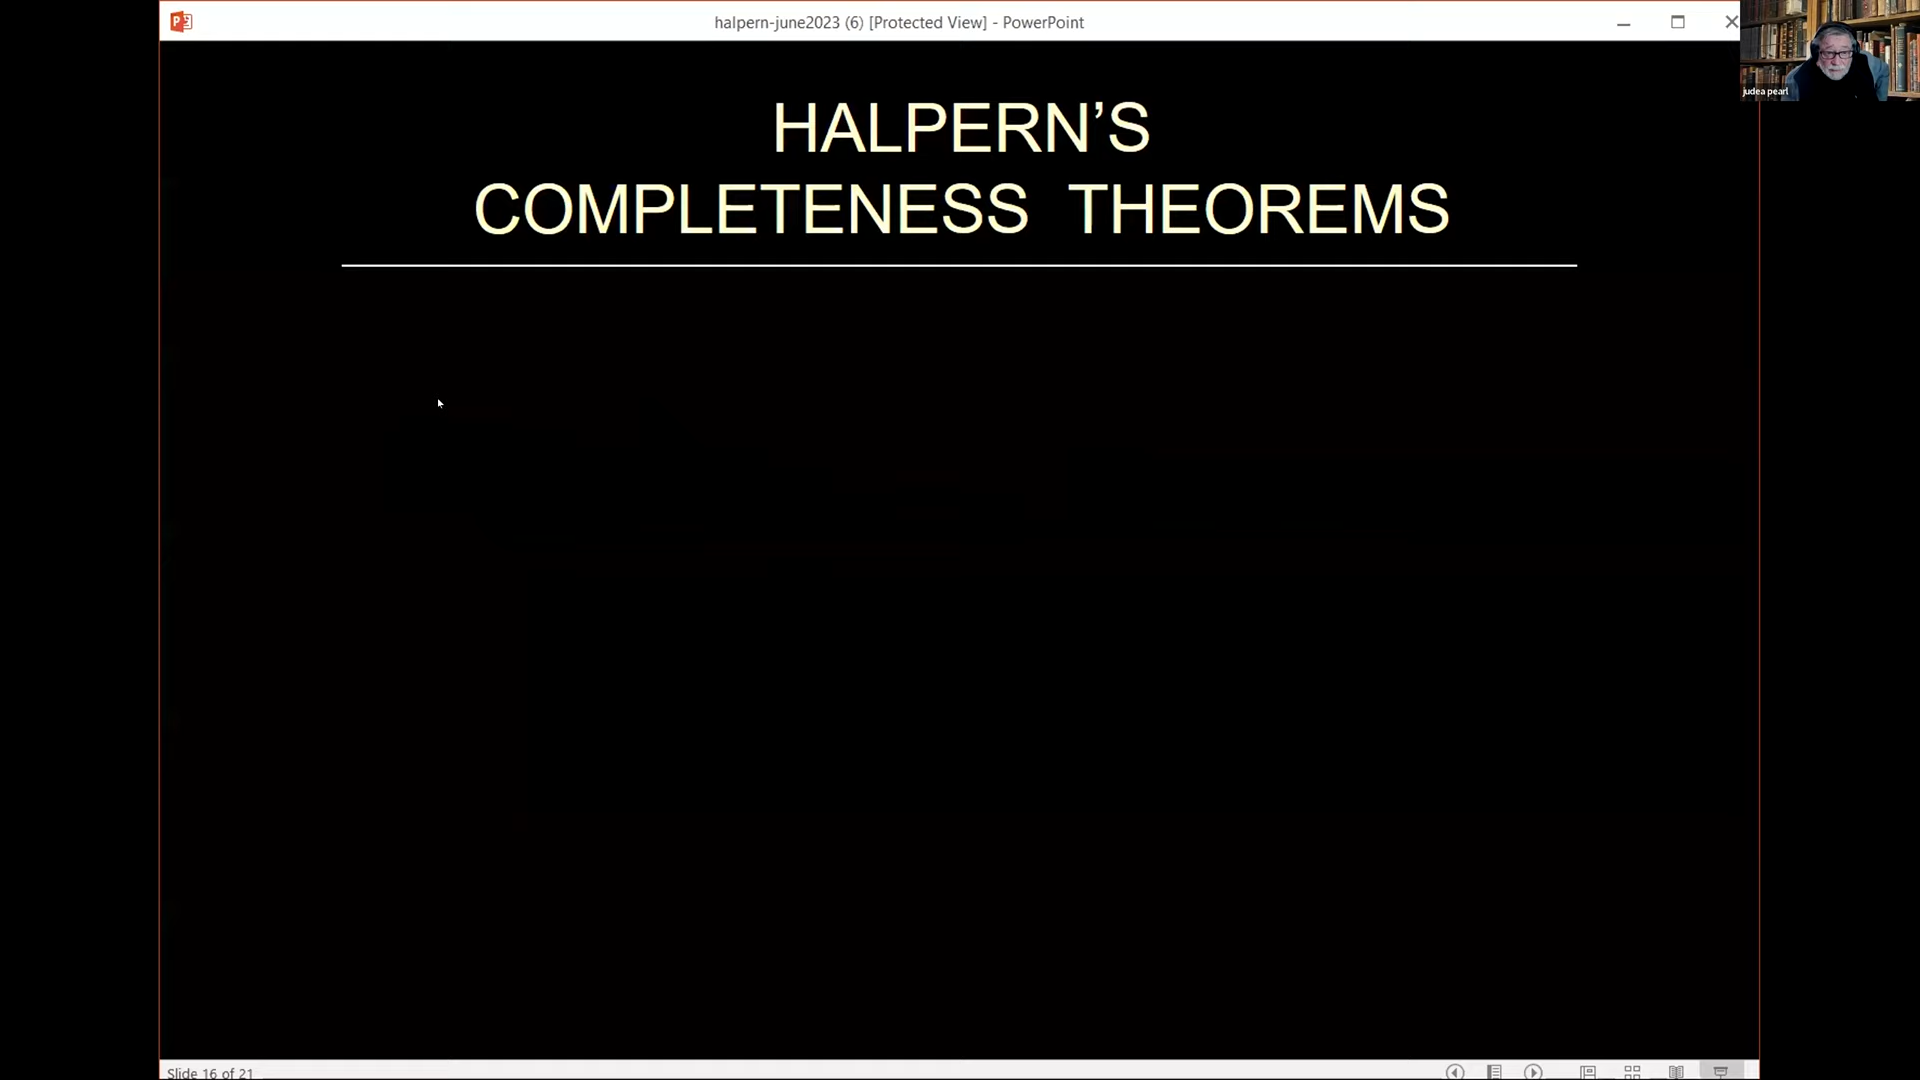 halpern-june2023 (6) [Protected View] - PowerPoint
judea pearl
HALPERN’S
COMPLETENESS THEOREMS
Slide 16 of 21